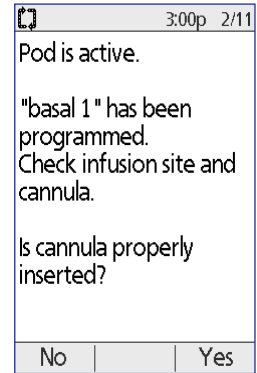 3:00p 2/11
Pod is active.
"basal 1" has been
programmed.
Check infusion site and
cannula.
Is cannula properly
inserted?
No Yes